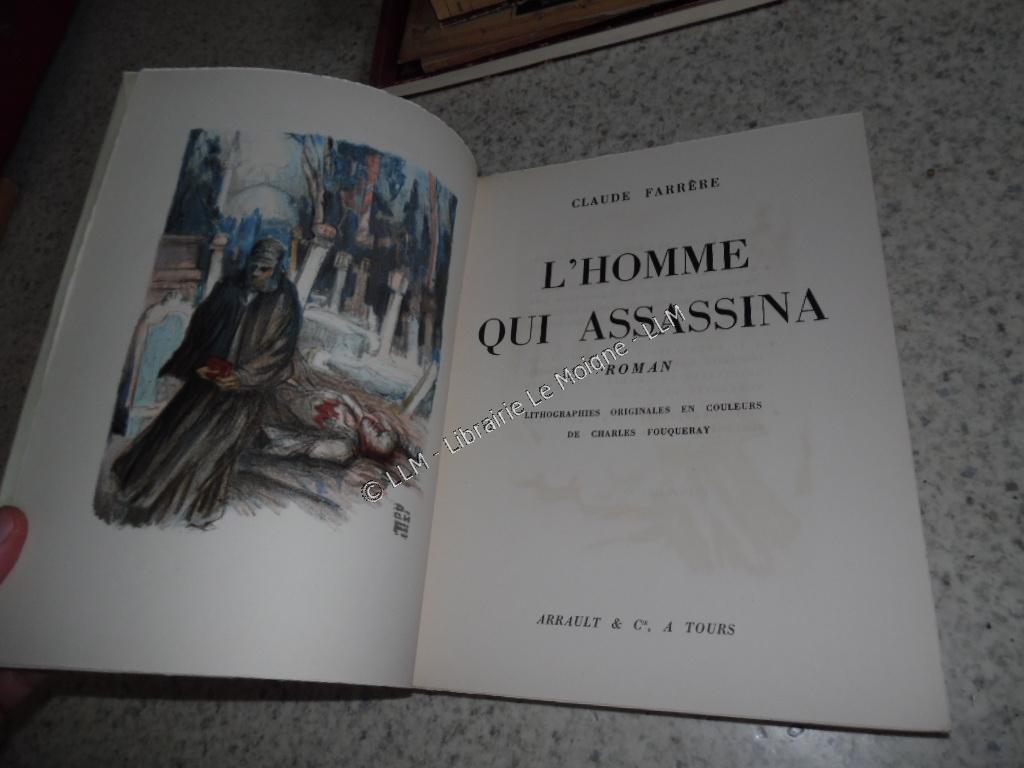 CLAUDE FARRÈRE
L'HOMME
QUI ASSASSINA
ROMAN
LITHOGRAPHIES ORIGINALES EN COULEURS
DE CHARLES FOUQUERAY
ARRAULT & Cie, A TOURS
© LLM - Librairie Le Moigne - LLM